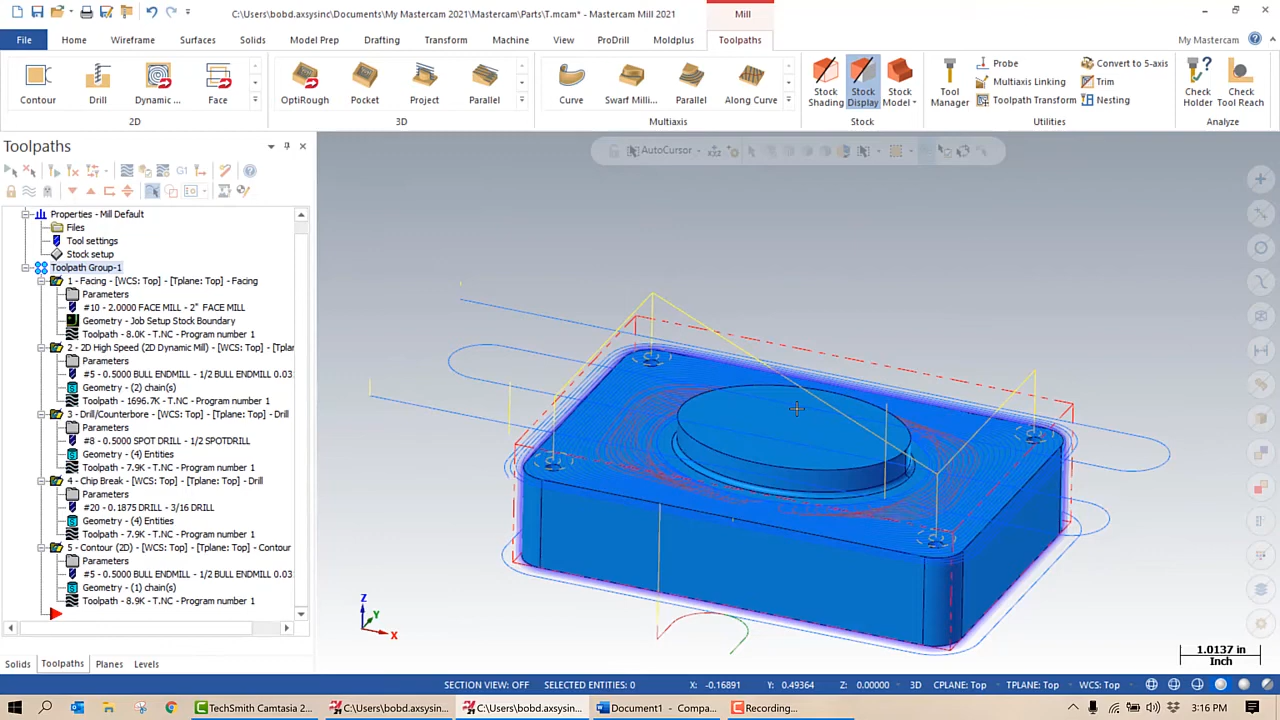 C:\Users\bobd.axsysinc\Documents\My Mastercam 2021\Mastercam\Parts\T.mcam* - Mastercam Mill 2021
Mill
File Home Wireframe Surfaces Solids Model Prep Drafting Transform Machine View ProDrill Moldplus Toolpaths My Mastercam
Contour Drill Dynamic ... Face
2D
OptiRough Pocket Project Parallel
3D
Curve Swarf Milli... Parallel Along Curve
Multiaxis
Stock Shading
Stock Display
Stock Model
Stock
Tool Manager
Probe
Multiaxis Linking
Toolpath Transform
Convert to 5-axis
Trim
Nesting
Utilities
Check Holder
Check Tool Reach
Analyze
Toolpaths
G1
AutoCursor
Properties - Mill Default
Files
Tool settings
Stock setup
Toolpath Group-1
1 - Facing - [WCS: Top] - [Tplane: Top] - Facing
Parameters
#10 - 2.0000 FACE MILL - 2" FACE MILL
Geometry - Job Setup Stock Boundary
Toolpath - 8.0K - T.NC - Program number 1
2 - 2D High Speed (2D Dynamic Mill) - [WCS: Top] - [Tplan
Parameters
#5 - 0.5000 BULL ENDMILL - 1/2 BULL ENDMILL 0.03
Geometry - (2) chain(s)
Toolpath - 1696.7K - T.NC - Program number 1
3 - Drill/Counterbore - [WCS: Top] - [Tplane: Top] - Drill
Parameters
#8 - 0.5000 SPOT DRILL - 1/2 SPOTDRILL
Geometry - (4) Entities
Toolpath - 7.9K - T.NC - Program number 1
4 - Chip Break - [WCS: Top] - [Tplane: Top] - Drill
Parameters
#20 - 0.1875 DRILL - 3/16 DRILL
Geometry - (4) Entities
Toolpath - 7.9K - T.NC - Program number 1
5 - Contour (2D) - [WCS: Top] - [Tplane: Top] - Contour
Parameters
#5 - 0.5000 BULL ENDMILL - 1/2 BULL ENDMILL 0.03
Geometry - (1) chain(s)
Toolpath - 8.9K - T.NC - Program number 1
Z
Y
X
1.0137 in
Inch
Solids Toolpaths Planes Levels
SECTION VIEW: OFF SELECTED ENTITIES: 0 X: -0.16891 Y: 0.49364 Z: 0.00000 3D CPLANE: Top TPLANE: Top WCS: Top
TechSmith Camtasia 2... C:\Users\bobd.axsysinc... C:\Users\bobd.axsysinc... Document1 - Compa... Recording... 3:16 PM